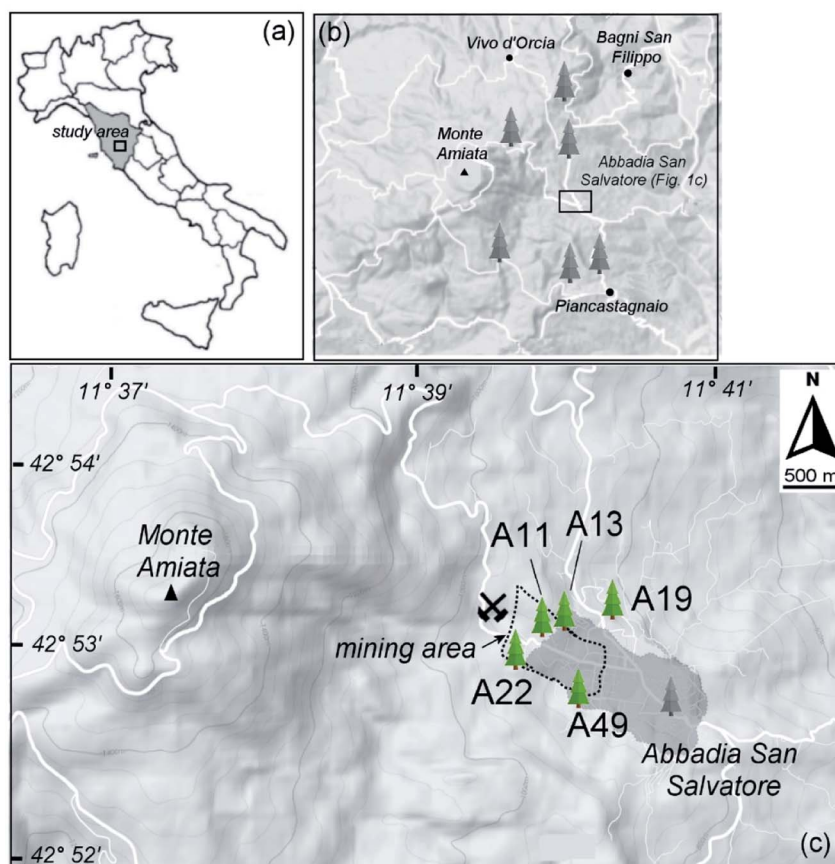 (a)
study area
(b)
Vivo d'Orcia
Bagni San
Filippo
Monte
Amiata
Abbadia San
Salvatore (Fig. 1c)
Piancastagnaio
11° 37'
11° 39'
11° 41'
N
500 m
42° 54'
Monte
Amiata
A11
A13
A19
42° 53'
mining area
A22
A49
Abbadia San
Salvatore
42° 52'
(c)